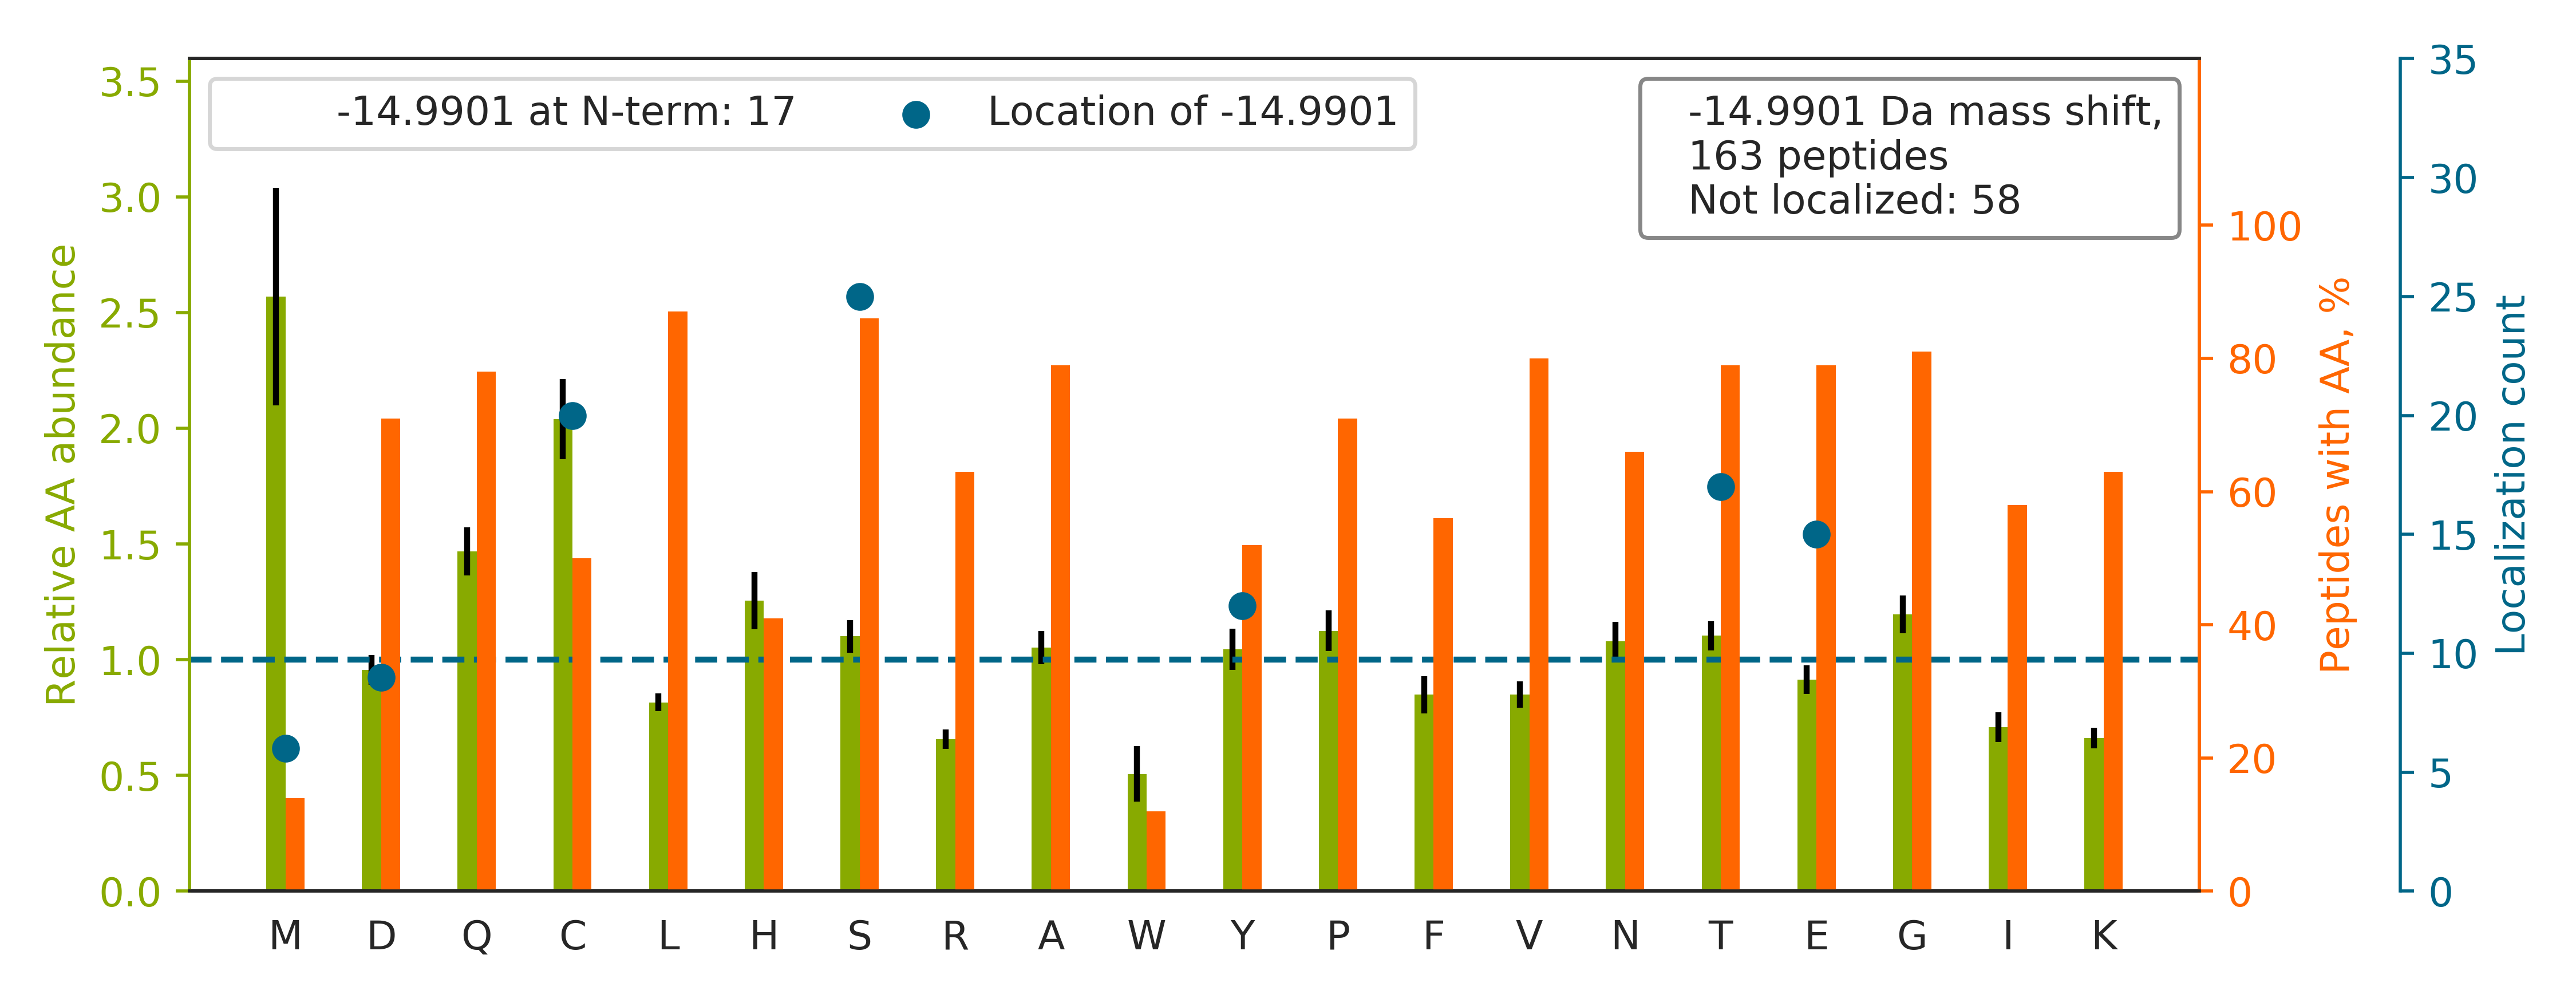 -14.9901 at N-term: 17
Location of -14.9901
-14.9901 Da mass shift,
163 peptides
Not localized: 58
Relative AA abundance
3.5
3.0
2.5
2.0
1.5
1.0
0.5
0.0
Peptides with AA, %
100
80
60
40
20
0
Localization count
35
30
25
20
15
10
5
0
M D Q C L H S R A W Y P F V N T E G I K